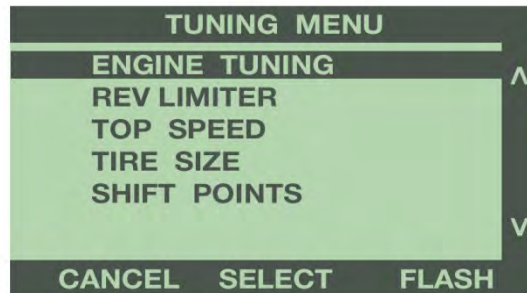 TUNING MENU
ENGINE TUNING
REV LIMITER
TOP SPEED
TIRE SIZE
SHIFT POINTS
CANCEL SELECT FLASH